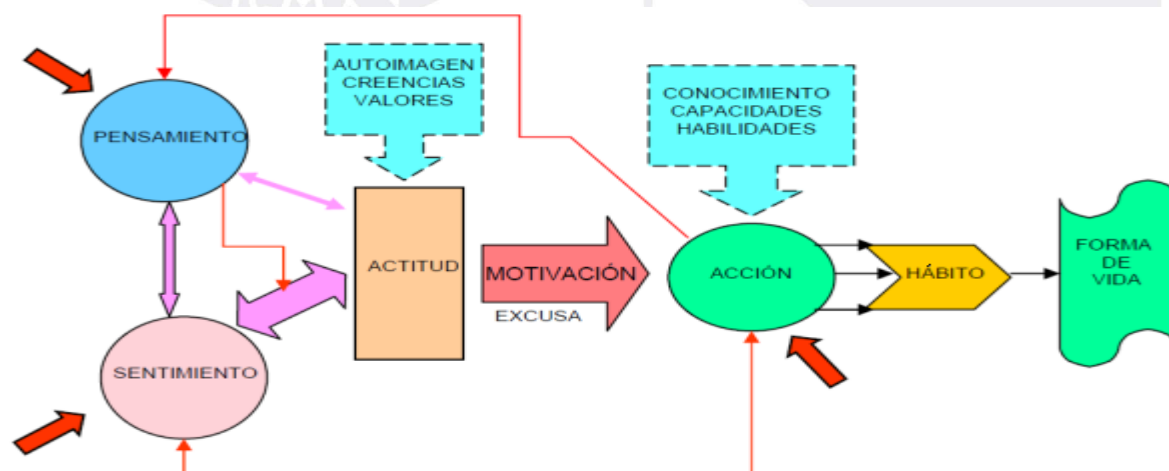 AUTOIMAGEN
CREENCIAS
VALORES
CONOCIMIENTO
CAPACIDADES
HABILIDADES
PENSAMIENTO
ACTITUD
MOTIVACIÓN
EXCUSA
ACCIÓN
HÁBITO
FORMA
DE
VIDA
SENTIMIENTO